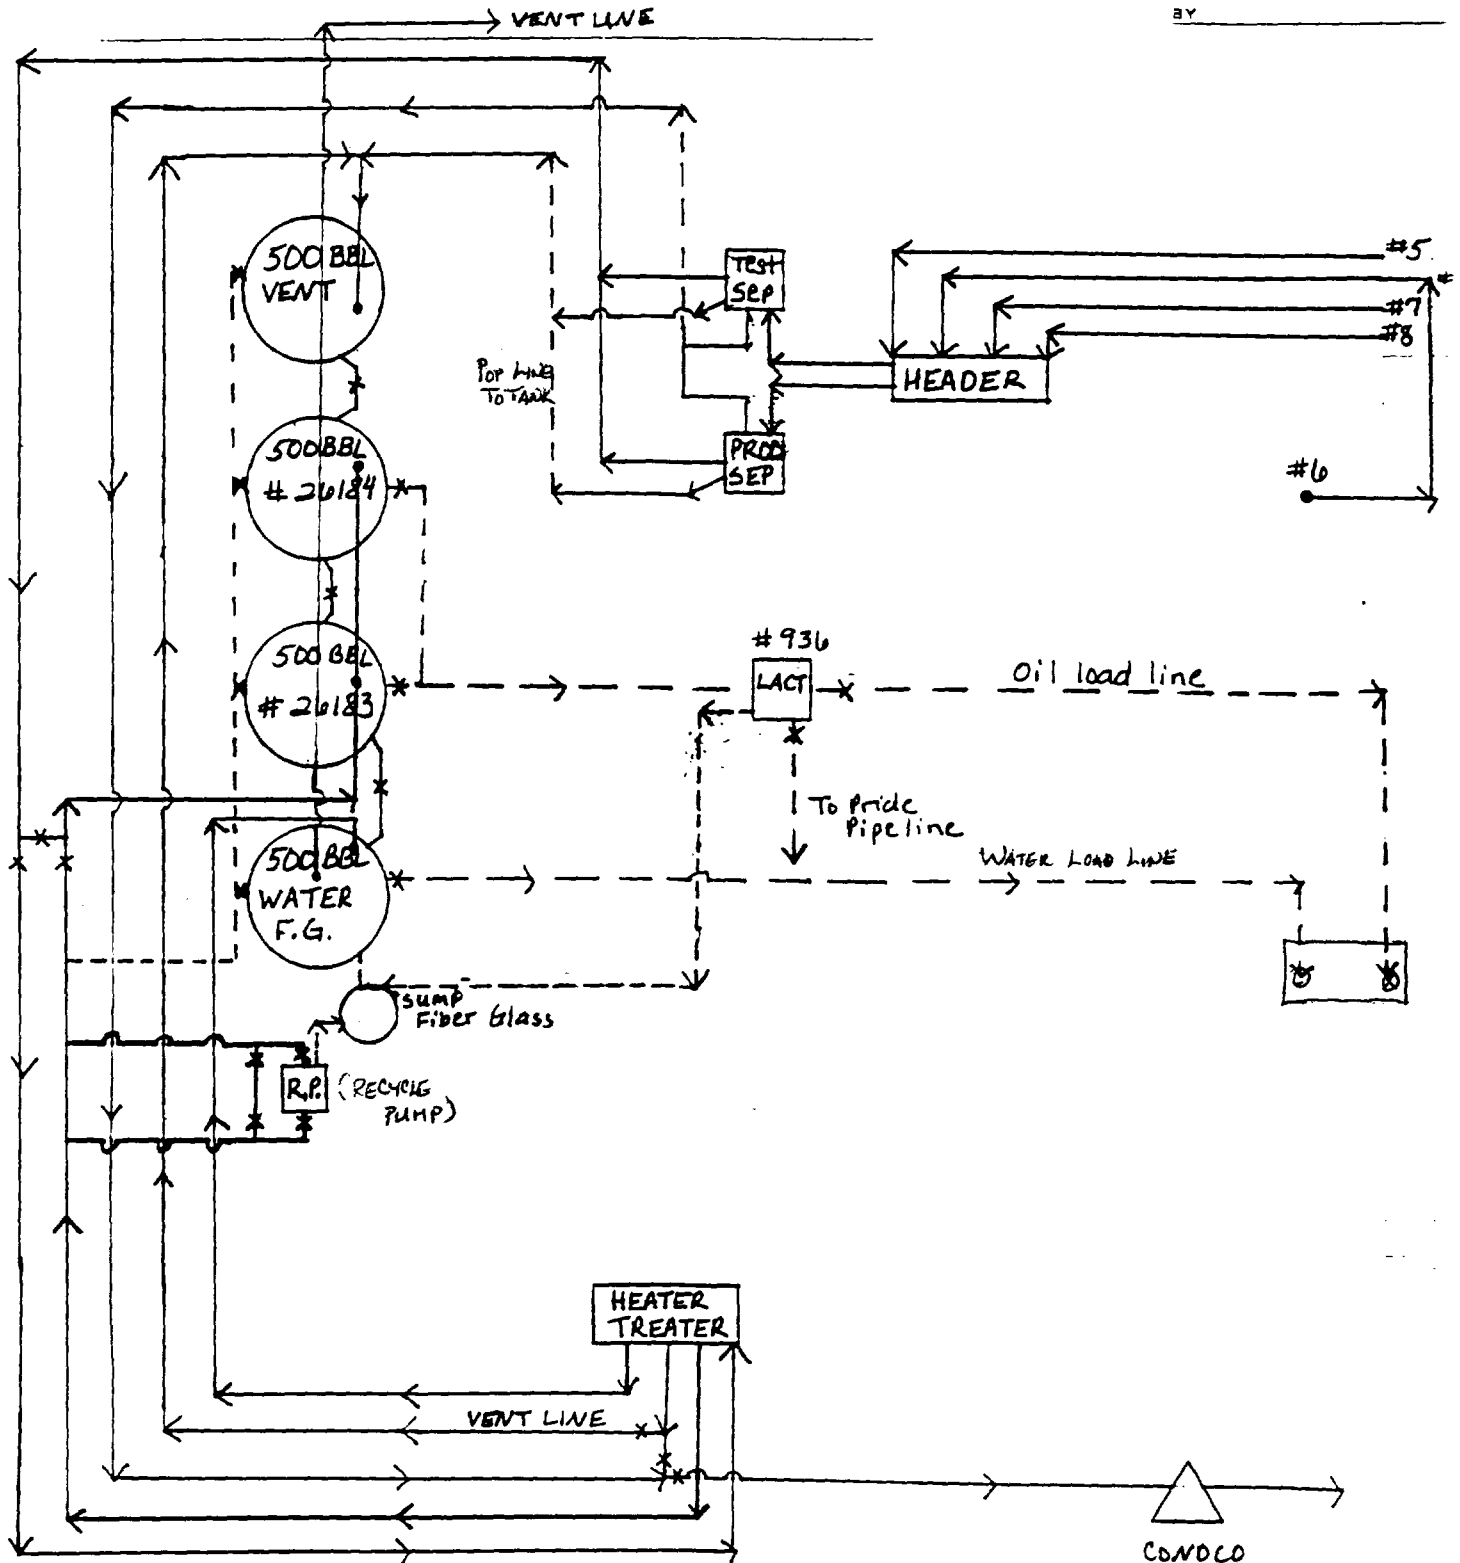 VENT LINE
BY
500 BBL
VENT
TEST
SEP
#5
#
#7
#8
HEADER
POP LINE
TO TANK
500 BBL
# 26184
PROD
SEP
#6
500 BBL
# 26183
# 936
LACT
Oil load line
To Pride
Pipeline
WATER LOAD LINE
500 BBL
WATER
F.G.
SUMP
Fiber Glass
R.P.
(RECYCLE
PUMP)
HEATER
TREATER
VENT LINE
CONOCO